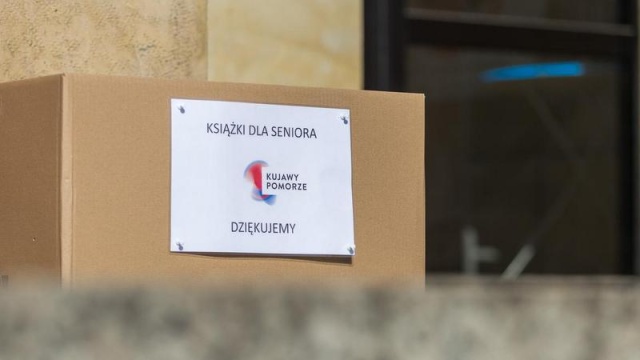 KSIĄŻKI DLA SENIORA
KUJAWY
POMORZE
DZIĘKUJEMY